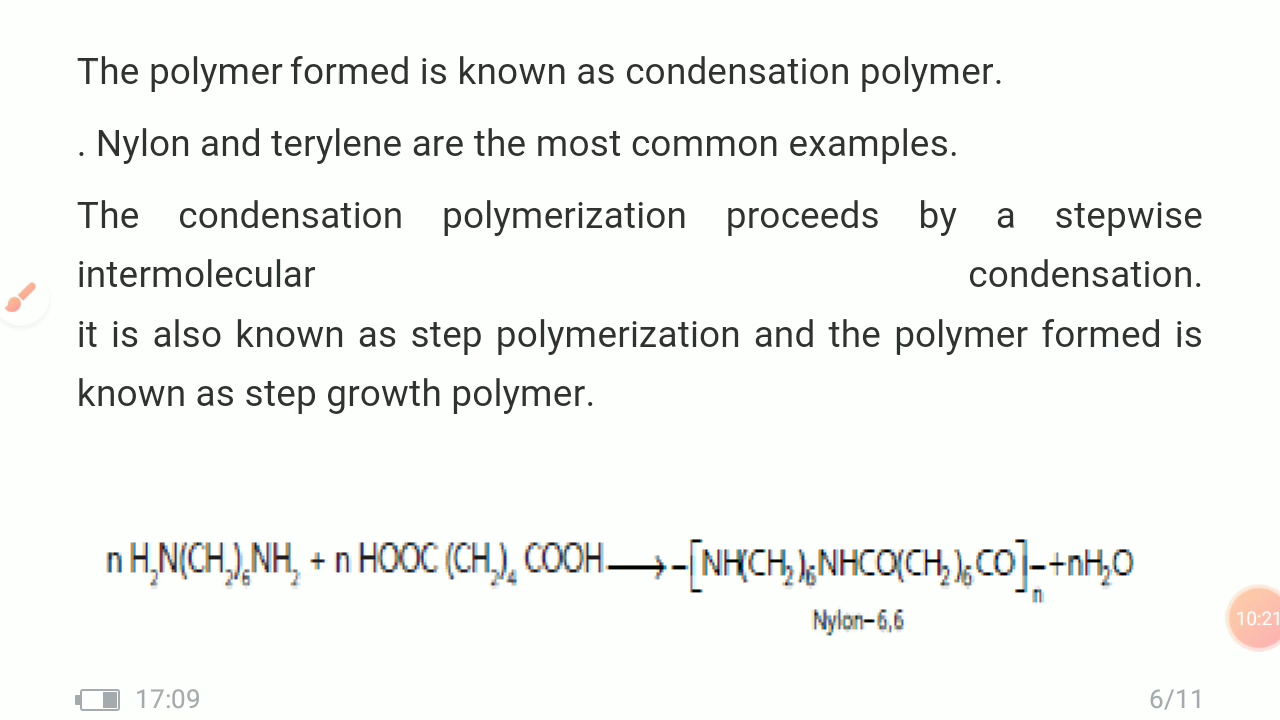 The polymer formed is known as condensation polymer.
. Nylon and terylene are the most common examples.
The condensation polymerization proceeds by a stepwise
intermolecular condensation.
it is also known as step polymerization and the polymer formed is
known as step growth polymer.
n H₂N(CH₂)₆NH₂ + n HOOC (CH₂)₄ COOH ⟶ –[NH(CH₂)₆NHCO(CH₂)₆CO]–ₙ +nH₂O
Nylon–6,6
10:21
17:09 6/11